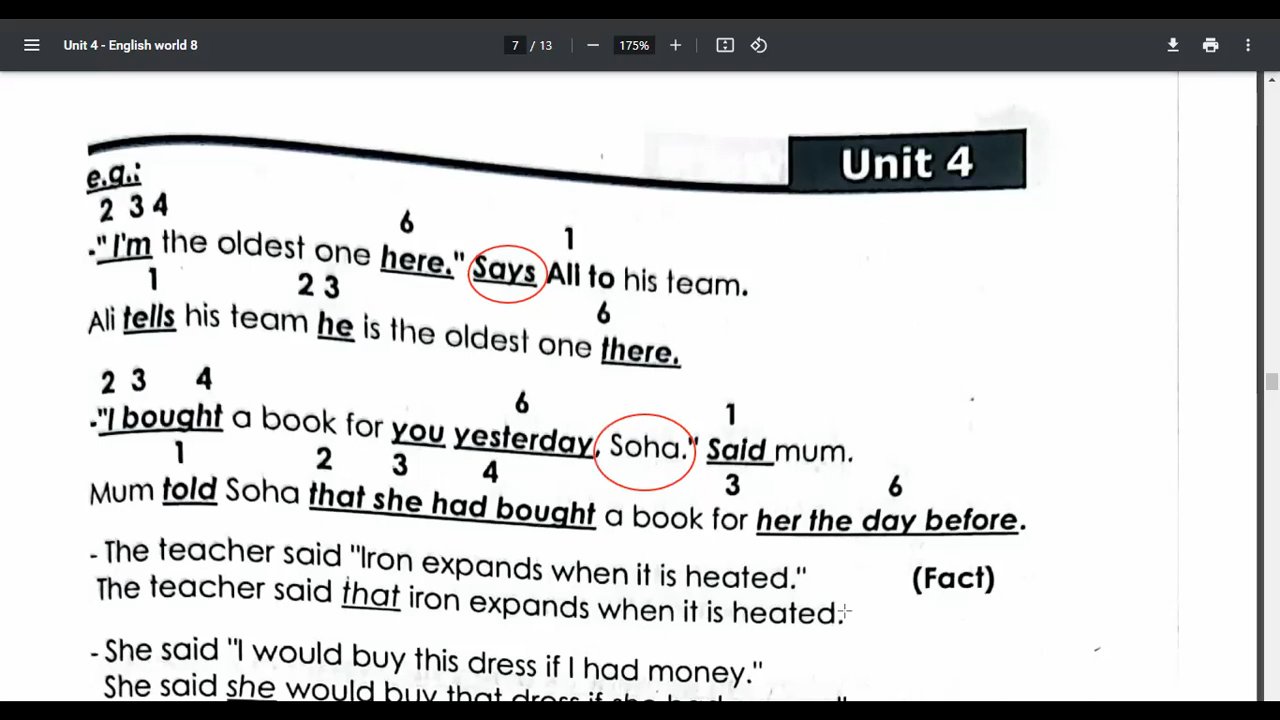 Unit 4 - English world 8
7 / 13
175%
Unit 4
e.g.:
2 3 4
6
1
-"I'm the oldest one here." Says Ali to his team.
1
2 3
6
Ali tells his team he is the oldest one there.
2 3
4
6
1
-"I bought a book for you yesterday, Soha." Said mum.
1
2
3
4
3
6
Mum told Soha that she had bought a book for her the day before.
- The teacher said "Iron expands when it is heated." (Fact)
The teacher said that iron expands when it is heated.
- She said "I would buy this dress if I had money."
She said she would buy that dress if she had